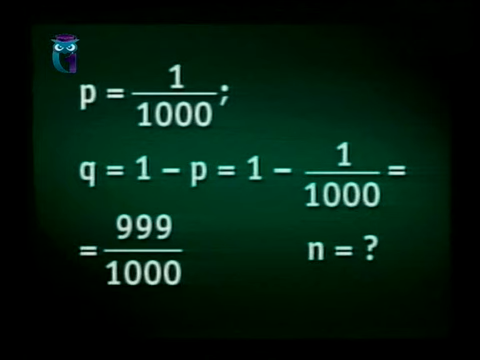 p = 1/1000;
q = 1 – p = 1 – 1/1000 =
= 999/1000 n = ?